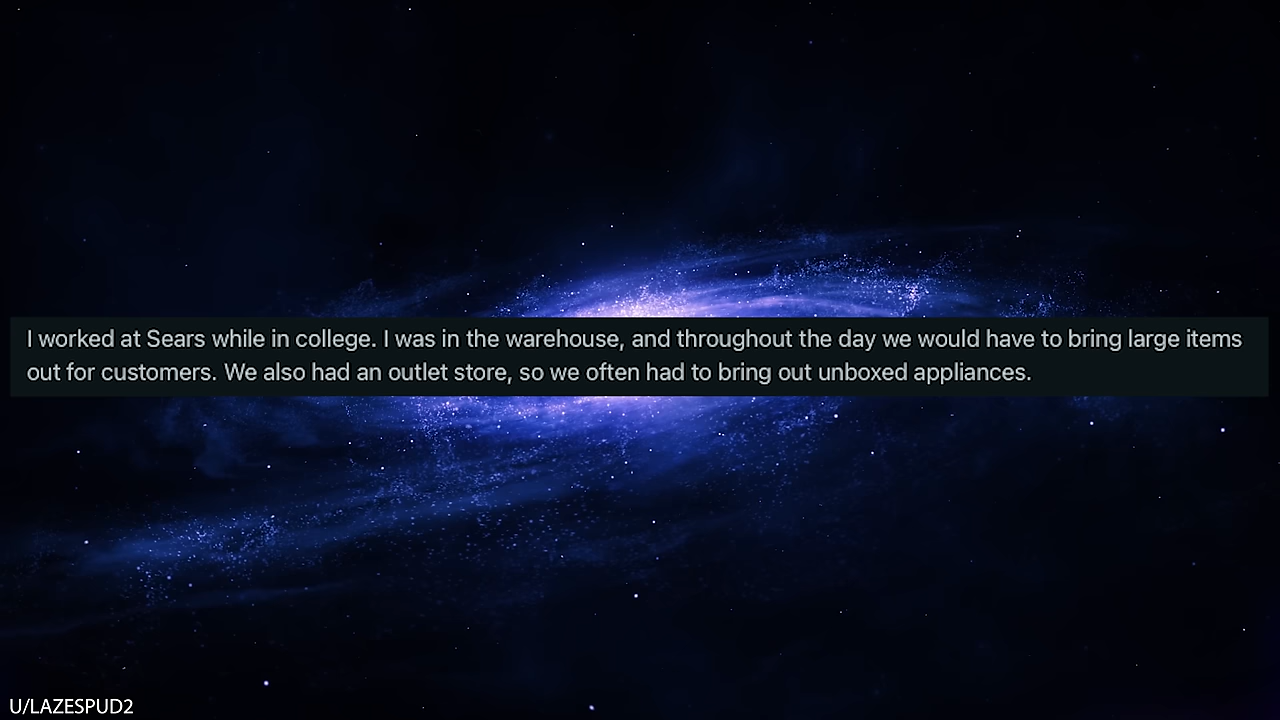 I worked at Sears while in college. I was in the warehouse, and throughout the day we would have to bring large items
out for customers. We also had an outlet store, so we often had to bring out unboxed appliances.
U/LAZESPUD2